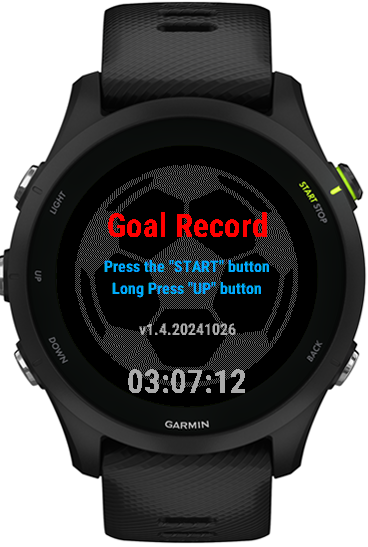 LIGHT
START STOP
Goal Record
UP
Press the "START" button
Long Press "UP" button
v1.4.20241026
DOWN
BACK
03:07:12
GARMIN